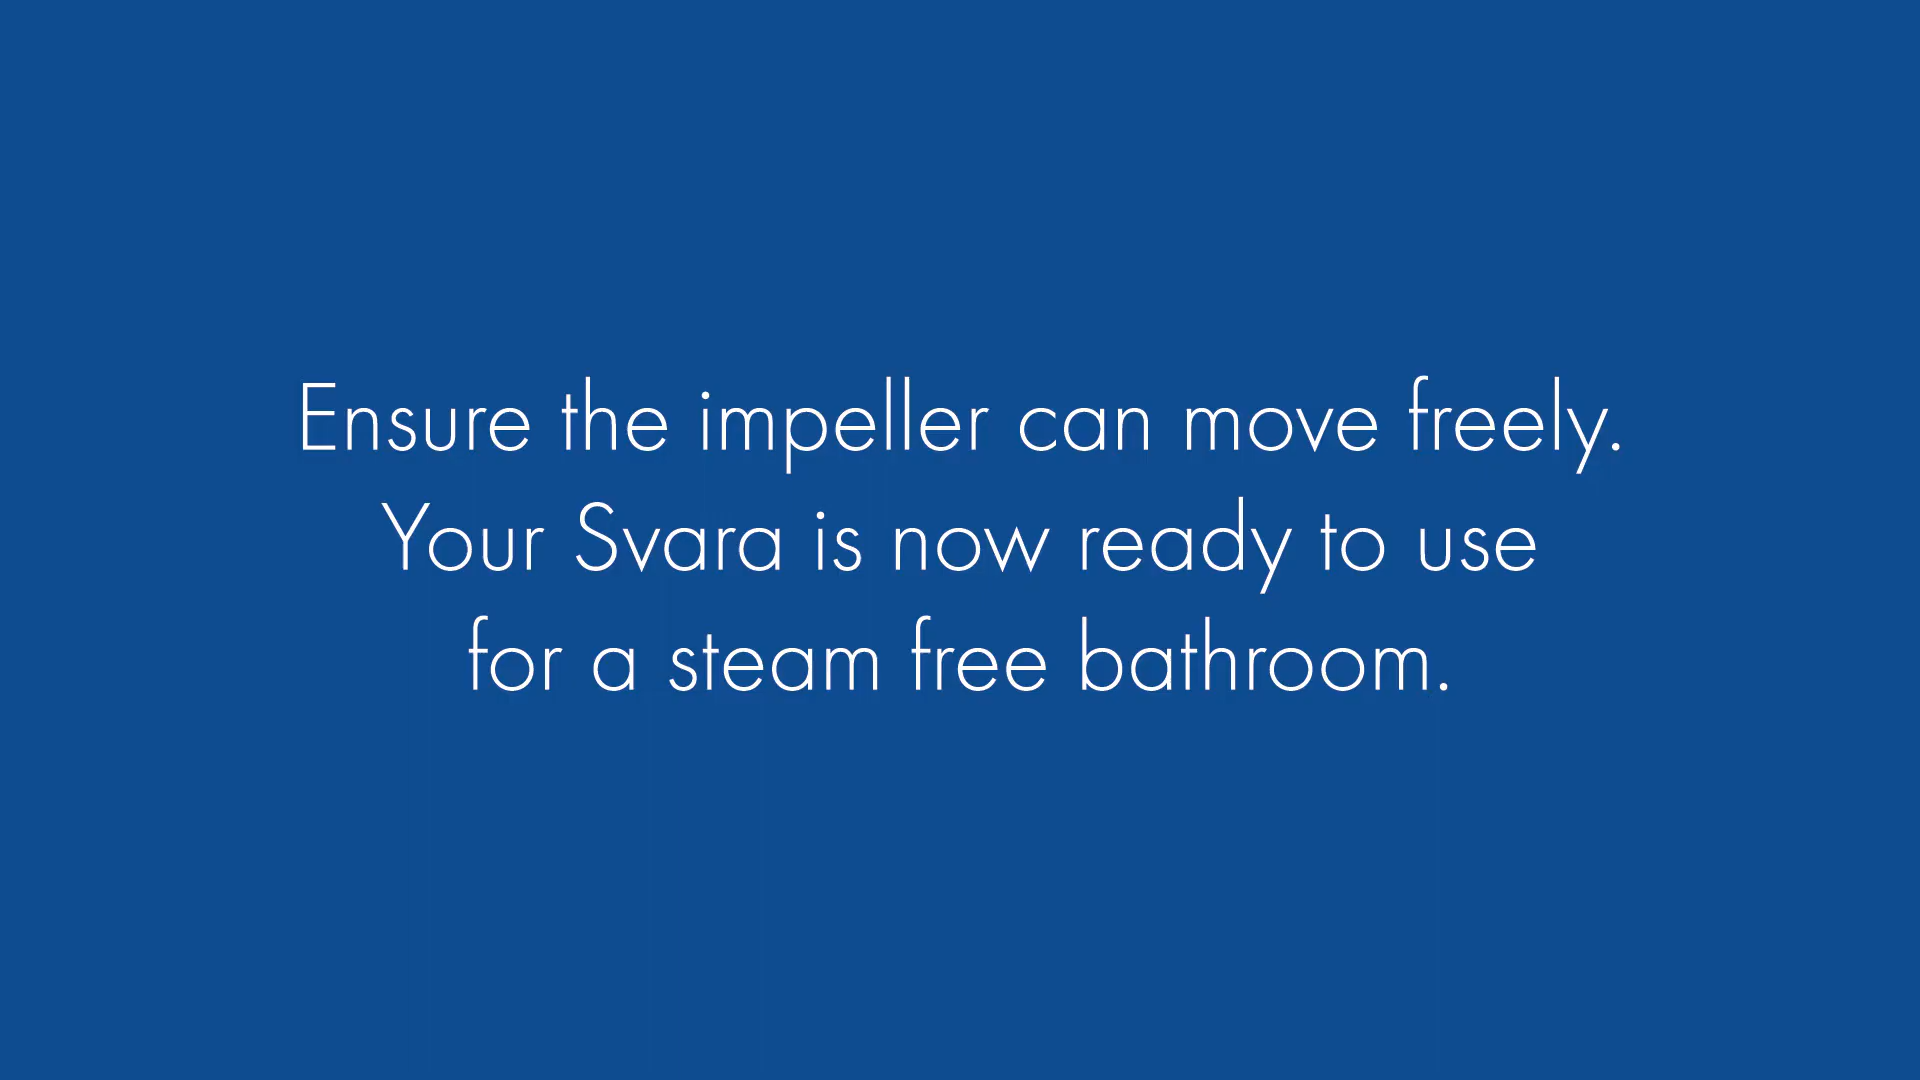 Ensure the impeller can move freely.
Your Svara is now ready to use
for a steam free bathroom.